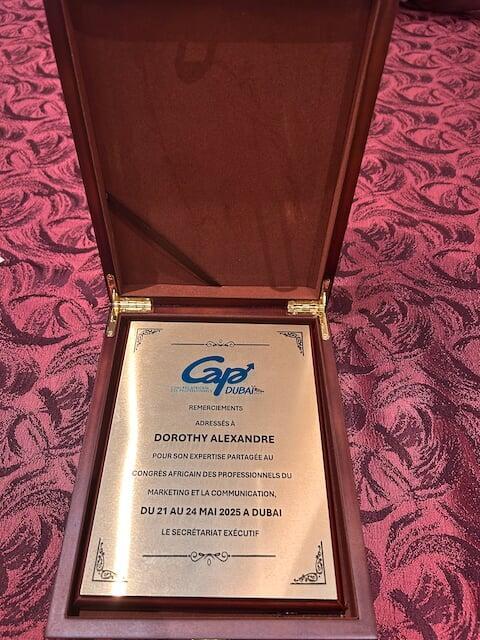 Cap
CONGRÈS AFRICAIN
DES PROFESSIONNELS
DUBAÏ
REMERCIEMENTS
ADRESSÉS À
DOROTHY ALEXANDRE
POUR SON EXPERTISE PARTAGÉE AU
CONGRÈS AFRICAIN DES PROFESSIONNELS DU
MARKETING ET LA COMMUNICATION,
DU 21 AU 24 MAI 2025 A DUBAI
LE SECRÉTARIAT EXÉCUTIF